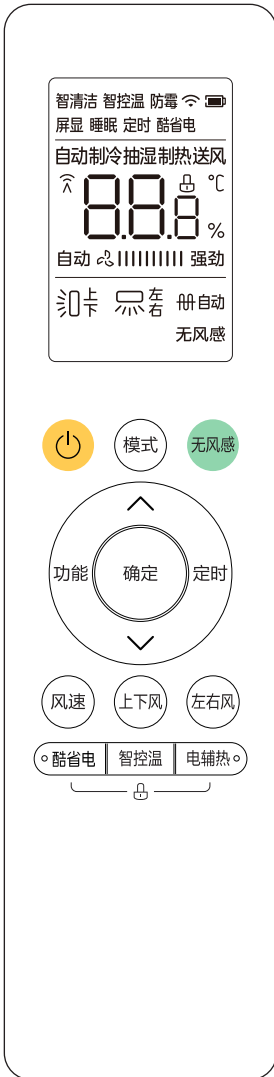 智清洁 智控温 防霉
屏显 睡眠 定时 酷省电
自动制冷抽湿制热送风
88.8 ℃
%
自动 强劲
上下 左右 自动
无风感
模式 无风感
功能 确定 定时
风速 上下风 左右风
酷省电 智控温 电辅热